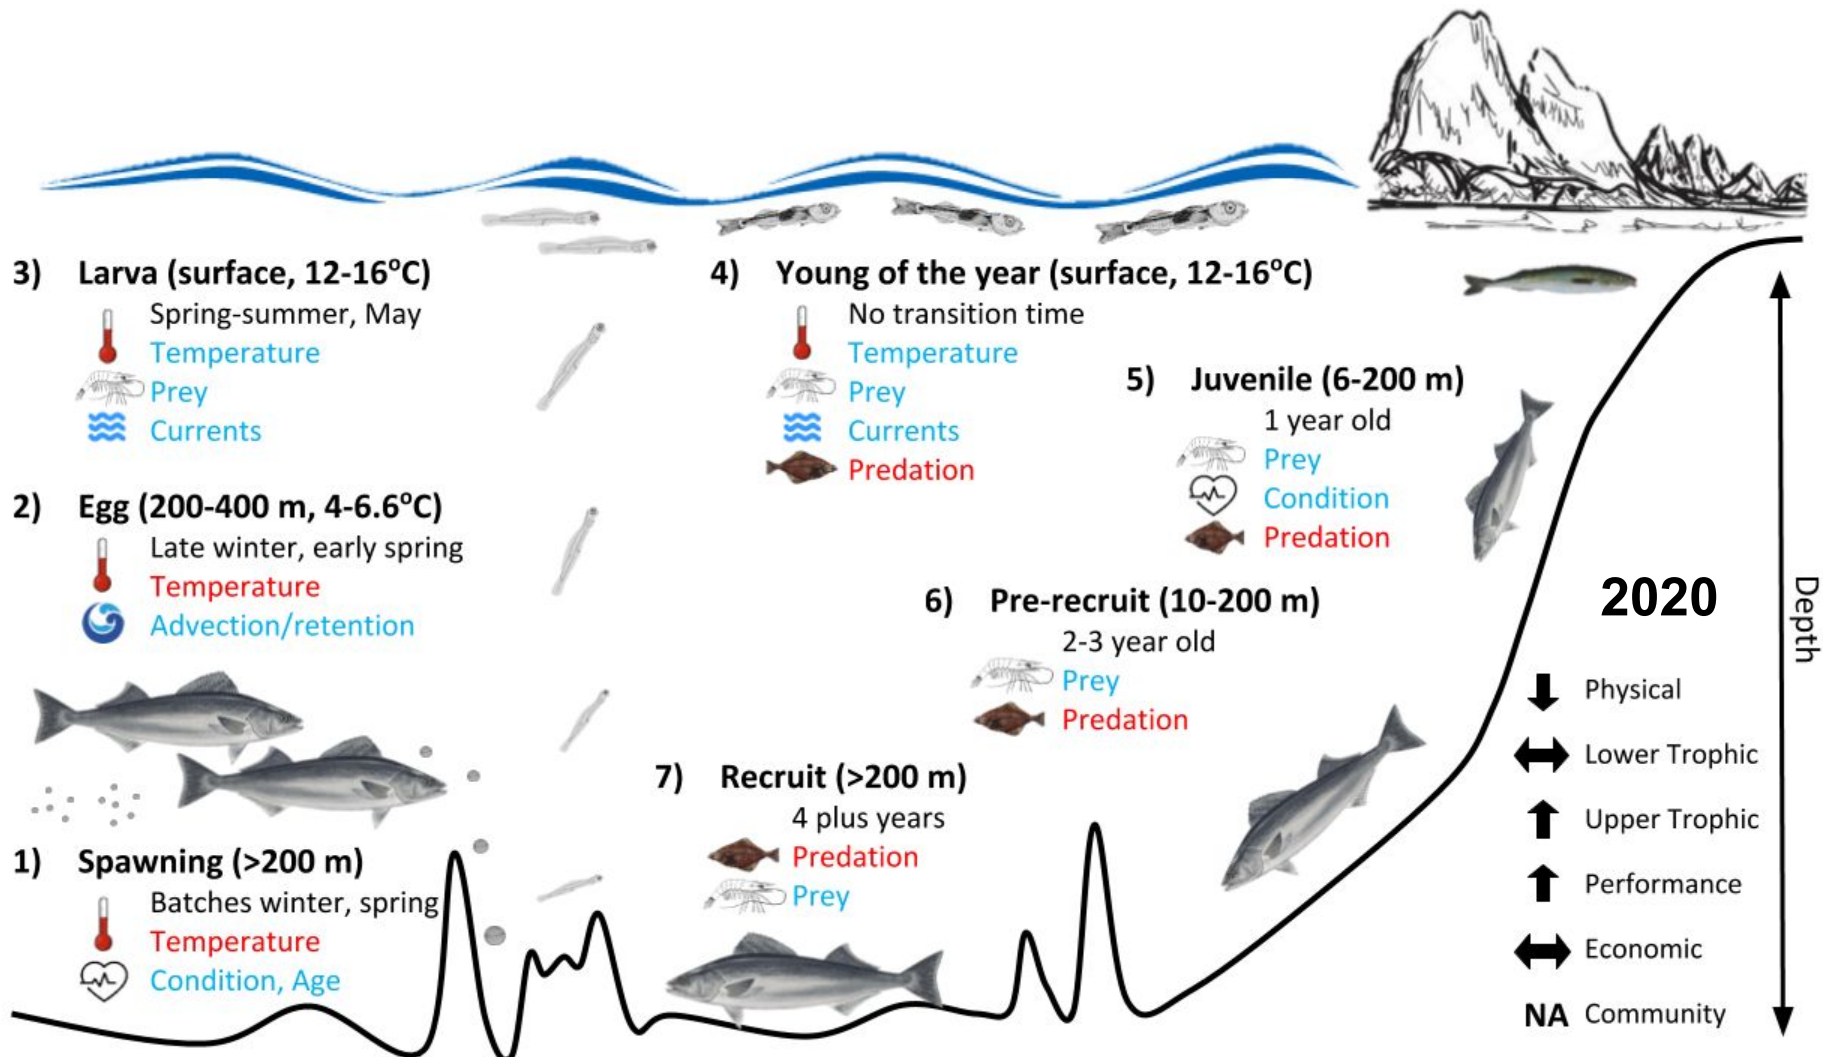 3) Larva (surface, 12-16ºC)
Spring-summer, May
Temperature
Prey
Currents
4) Young of the year (surface, 12-16ºC)
No transition time
Temperature
Prey
Currents
Predation
5) Juvenile (6-200 m)
1 year old
Prey
Condition
Predation
2) Egg (200-400 m, 4-6.6ºC)
Late winter, early spring
Temperature
Advection/retention
6) Pre-recruit (10-200 m)
2-3 year old
Prey
Predation
7) Recruit (>200 m)
4 plus years
Predation
Prey
1) Spawning (>200 m)
Batches winter, spring
Temperature
Condition, Age
2020
Physical
Lower Trophic
Upper Trophic
Performance
Economic
NA Community
Depth